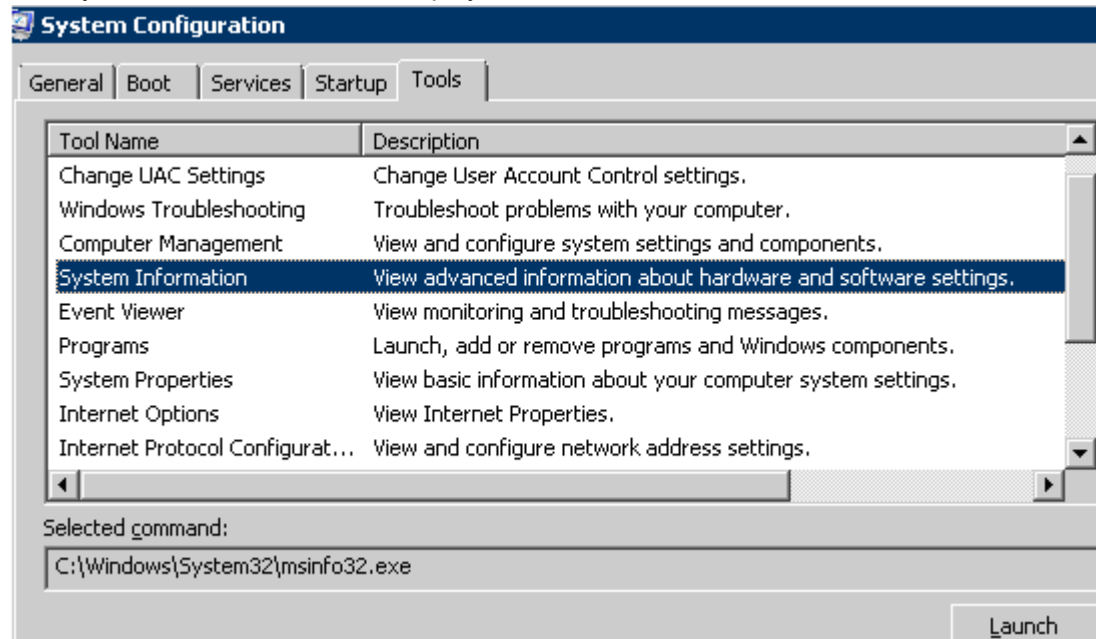 System Configuration
General Boot Services Startup Tools
Tool Name Description
Change UAC Settings Change User Account Control settings.
Windows Troubleshooting Troubleshoot problems with your computer.
Computer Management View and configure system settings and components.
System Information View advanced information about hardware and software settings.
Event Viewer View monitoring and troubleshooting messages.
Programs Launch, add or remove programs and Windows components.
System Properties View basic information about your computer system settings.
Internet Options View Internet Properties.
Internet Protocol Configurat... View and configure network address settings.
Selected command:
C:\Windows\System32\msinfo32.exe
Launch